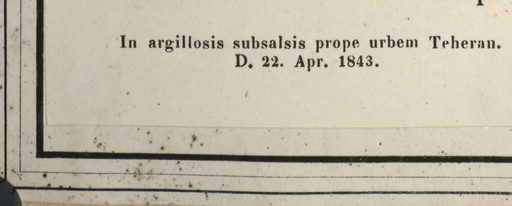 In argillosis subsalsis prope urbem Teheran.
D. 22. Apr. 1843.